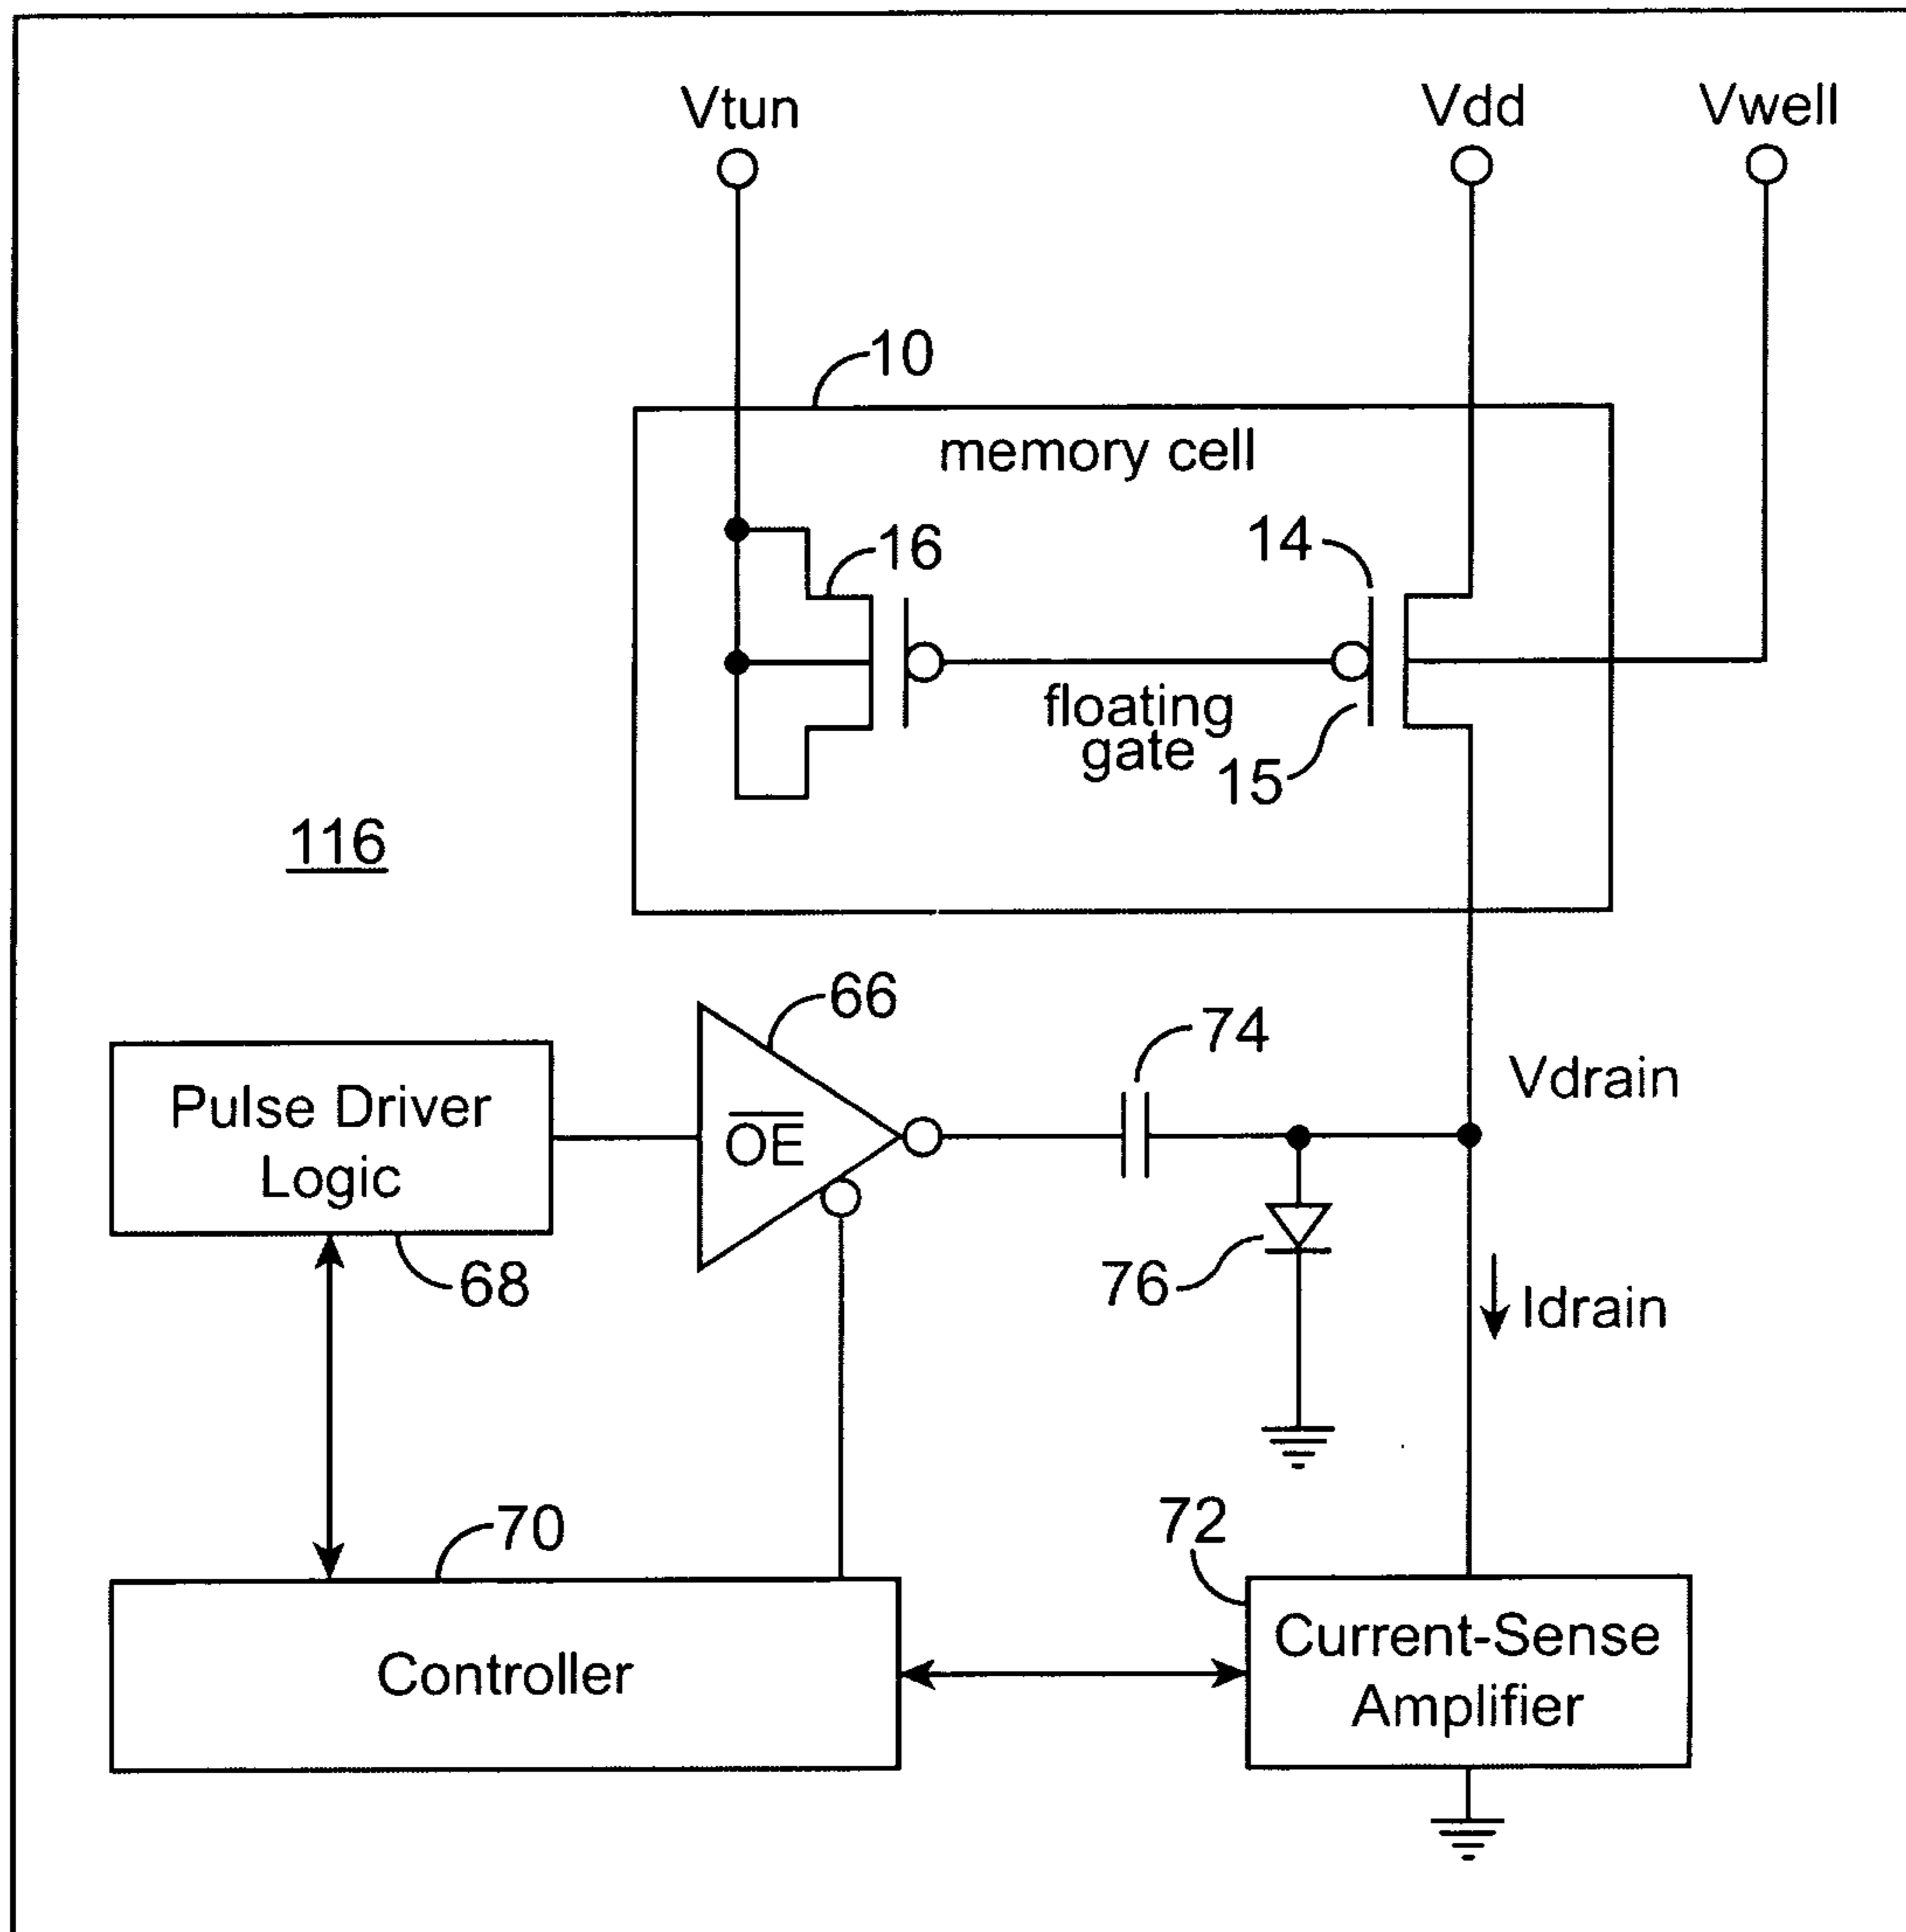 Vtun
Vdd
Vwell
10
memory cell
16
14
floating
gate
15
116
66
74
Vdrain
Pulse Driver
Logic
OE
68
76
Idrain
70
72
Controller
Current-Sense
Amplifier